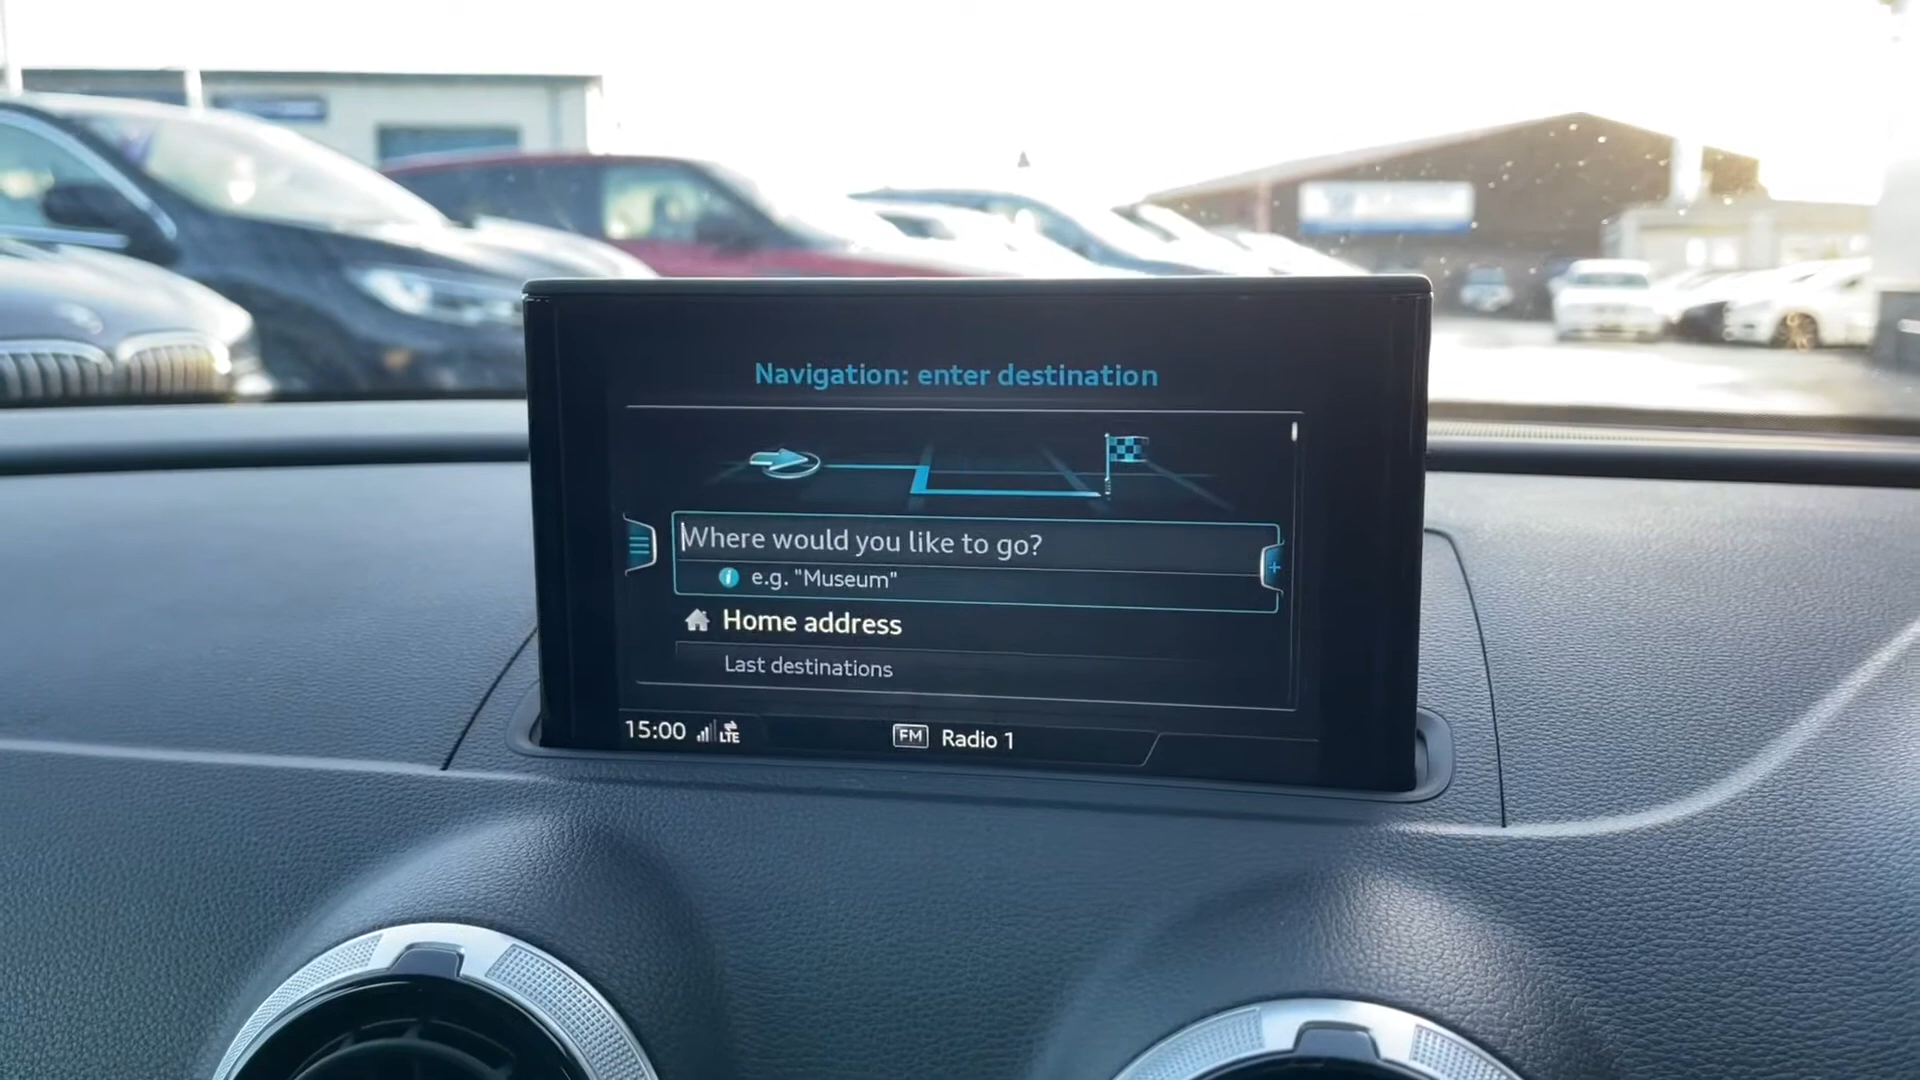 Navigation: enter destination
Where would you like to go?
i e.g. "Museum"
Home address
Last destinations
15:00 LTE FM Radio 1